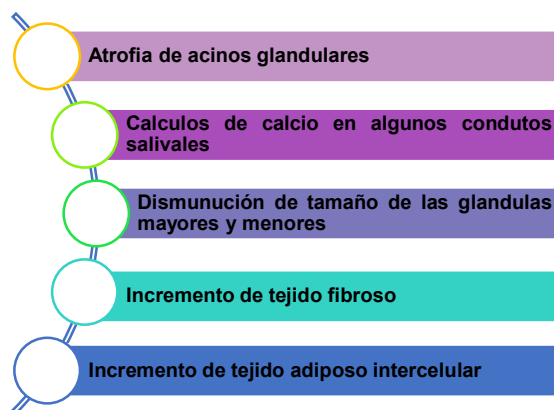 Atrofia de acinos glandulares
Calculos de calcio en algunos condutos
salivales
Dismunución de tamaño de las glandulas
mayores y menores
Incremento de tejido fibroso
Incremento de tejido adiposo intercelular